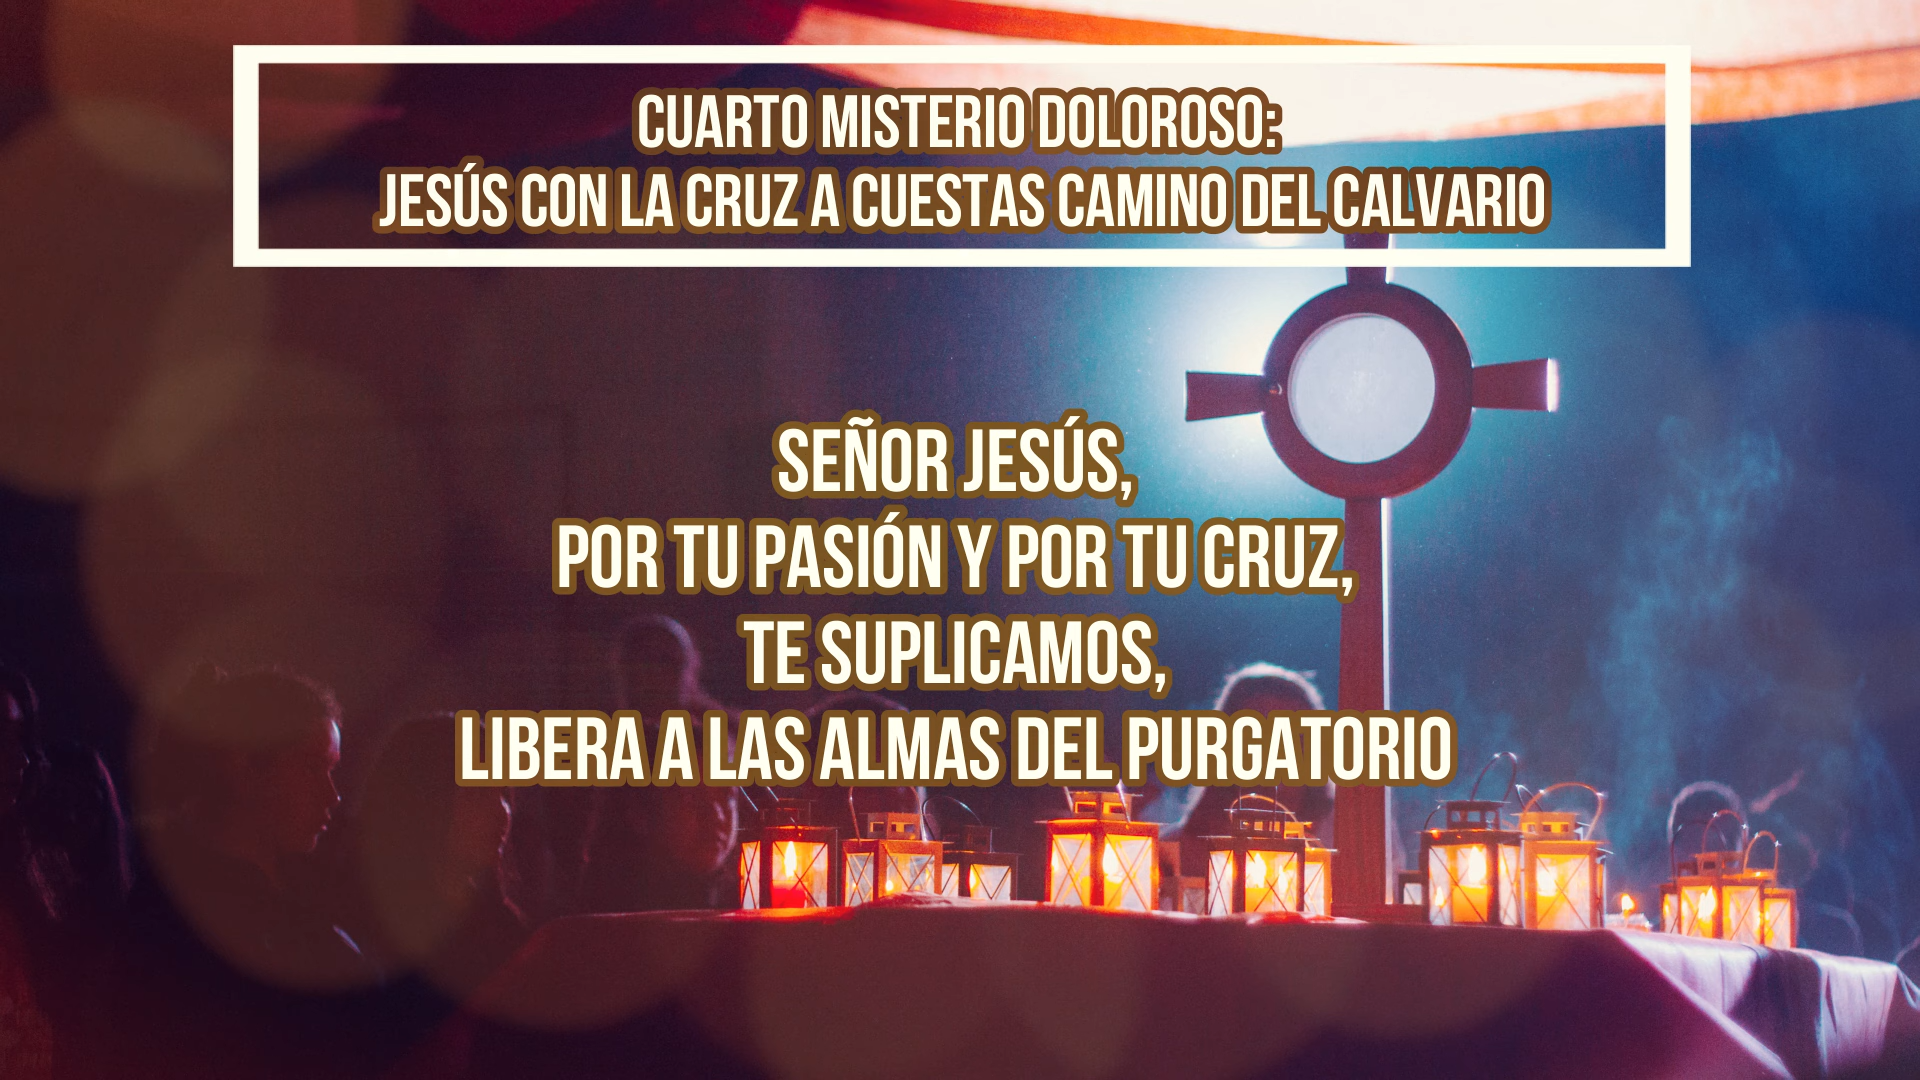 CUARTO MISTERIO DOLOROSO:
JESÚS CON LA CRUZ A CUESTAS CAMINO DEL CALVARIO
SEÑOR JESÚS,
POR TU PASIÓN Y POR TU CRUZ,
TE SUPLICAMOS,
LIBERA A LAS ALMAS DEL PURGATORIO